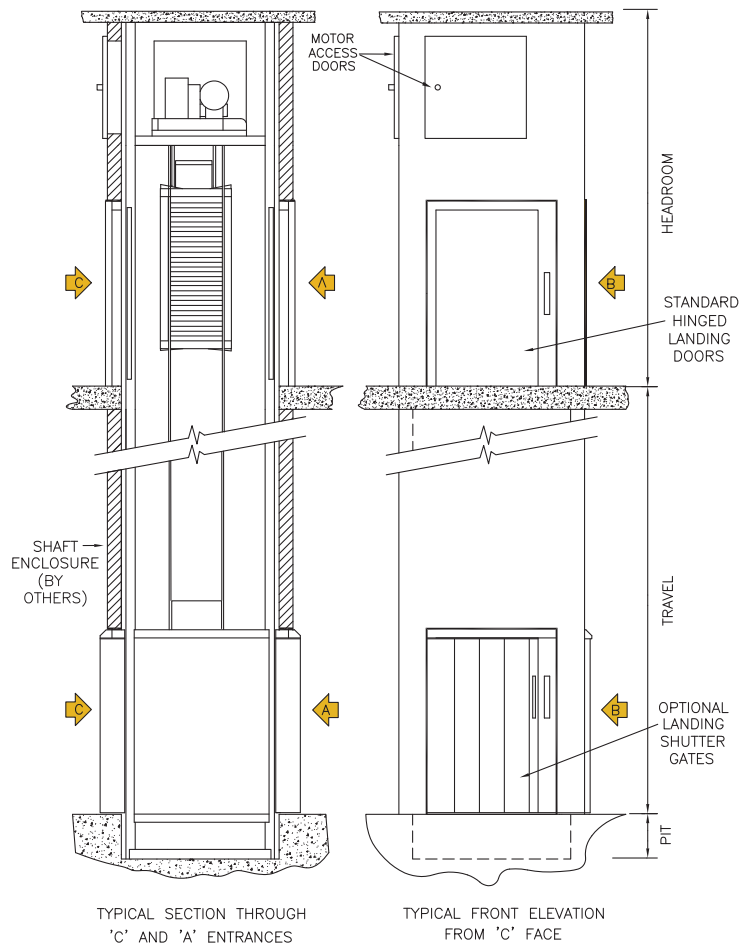 MOTOR
ACCESS
DOORS
HEADROOM
C
A
B
STANDARD
HINGED
LANDING
DOORS
SHAFT
ENCLOSURE
(BY
OTHERS)
TRAVEL
C
A
B
OPTIONAL
LANDING
SHUTTER
GATES
PIT
TYPICAL SECTION THROUGH
'C' AND 'A' ENTRANCES
TYPICAL FRONT ELEVATION
FROM 'C' FACE